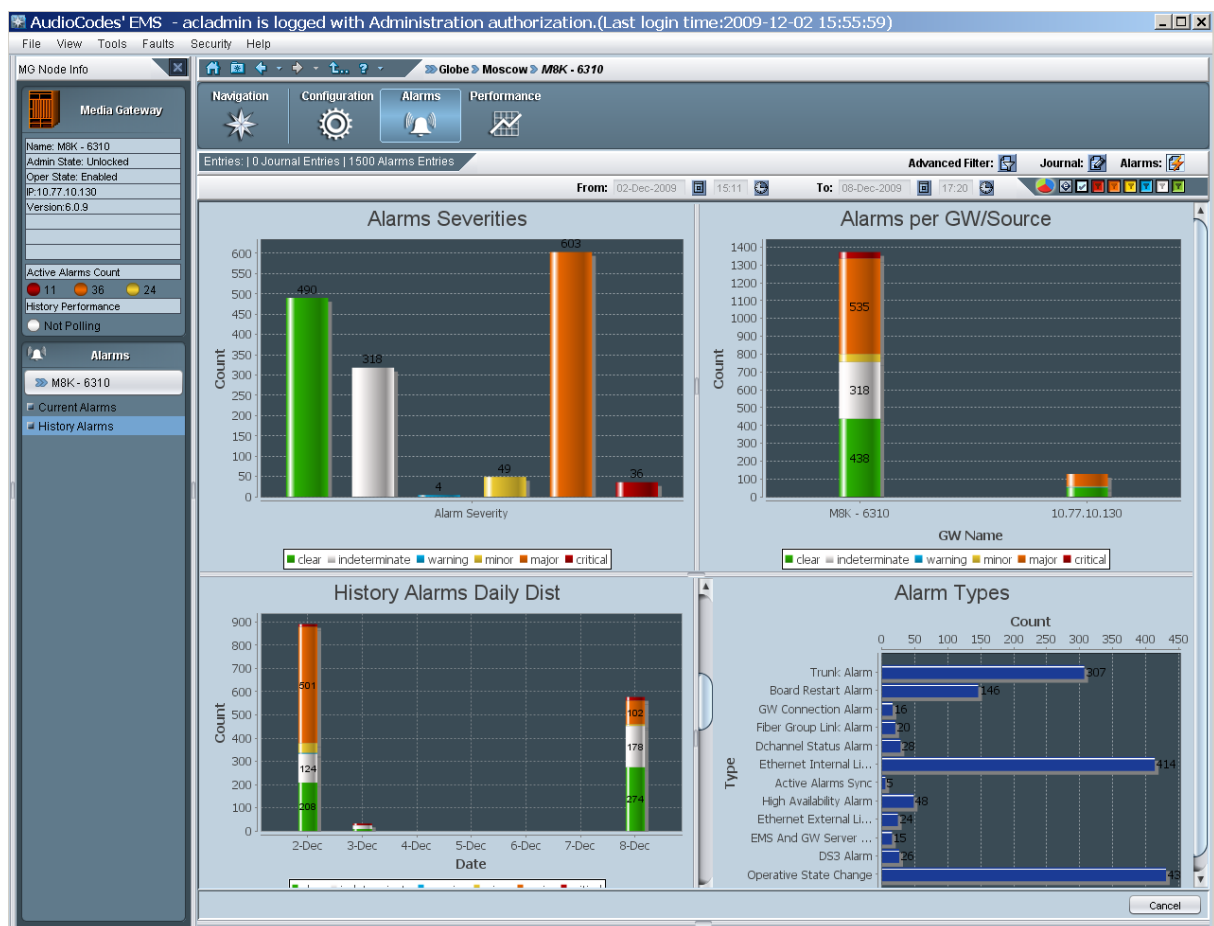 AudioCodes' EMS - acladmin is logged with Administration authorization.(Last login time:2009-12-02 15:55:59)
File View Tools Faults Security Help
MG Node Info
Globe Moscow M8K - 6310
Media Gateway
Name: M8K - 6310
Admin State: Unlocked
Oper State: Enabled
IP:10.77.10.130
Version:6.0.9
Active Alarms Count
11 36 24
History Performance
Not Polling
Alarms
M8K - 6310
Current Alarms
History Alarms
Navigation Configuration Alarms Performance
Entries: | 0 Journal Entries | 1500 Alarms Entries
Advanced Filter: Journal: Alarms:
From: 02-Dec-2009 15:11 To: 08-Dec-2009 17:20
Alarms Severities
Count
600
550
500
450
400
350
300
250
200
150
100
50
0
490
318
4
49
603
36
Alarm Severity
clear indeterminate warning minor major critical
Alarms per GW/Source
Count
1400
1300
1200
1100
1000
900
800
700
600
500
400
300
200
100
0
535
318
438
M8K - 6310 10.77.10.130
GW Name
clear indeterminate warning minor major critical
History Alarms Daily Dist
Count
900
800
700
600
500
400
300
200
100
0
501
124
208
102
178
274
2-Dec 3-Dec 4-Dec 5-Dec 6-Dec 7-Dec 8-Dec
Date
Alarm Types
Count
0 50 100 150 200 250 300 350 400 450
Type
Trunk Alarm 307
Board Restart Alarm 146
GW Connection Alarm 16
Fiber Group Link Alarm 20
Dchannel Status Alarm 28
Ethernet Internal Li... 414
Active Alarms Sync 5
High Availability Alarm 48
Ethernet External Li... 24
EMS And GW Server ... 15
DS3 Alarm 26
Operative State Change 43
Cancel